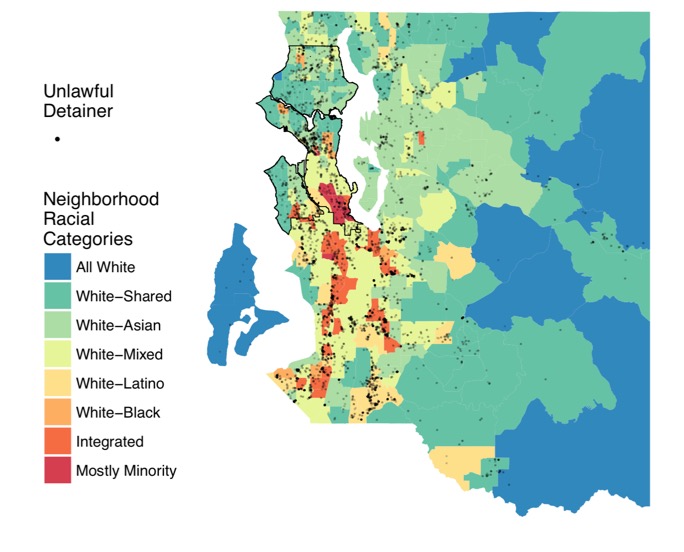 Unlawful
Detainer
Neighborhood
Racial
Categories
All White
White−Shared
White−Asian
White−Mixed
White−Latino
White−Black
Integrated
Mostly Minority